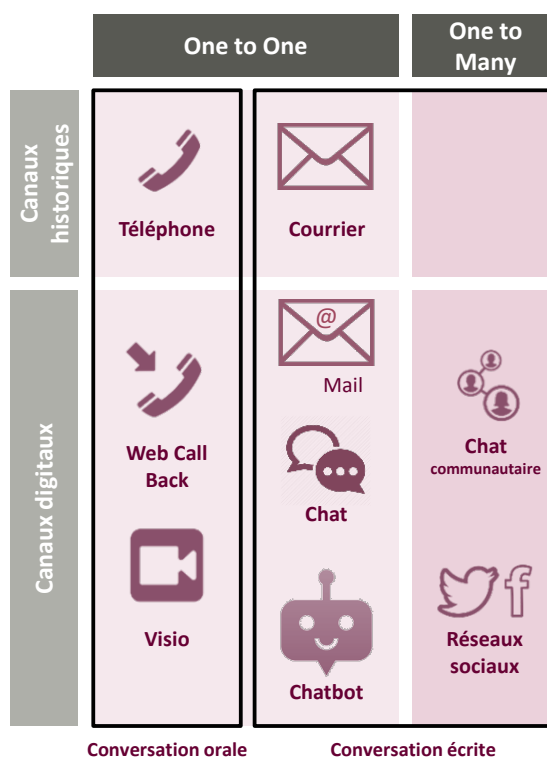 One to One
One to
Many
Canaux
historiques
Téléphone
Courrier
Canaux digitaux
@
Mail
Web Call
Back
Chat
Chat
communautaire
Visio
Chatbot
Réseaux
sociaux
Conversation orale
Conversation écrite